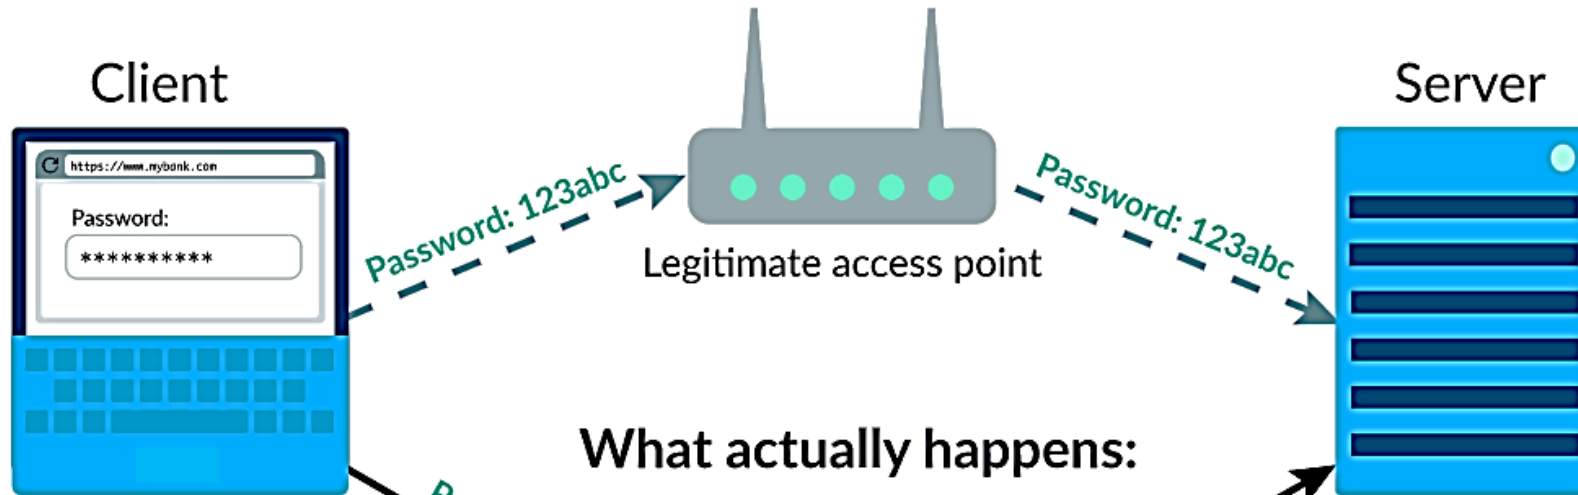 Client
Server
https://www.mybank.com
Password:
**********
Password: 123abc
Password: 123abc
Legitimate access point
What actually happens: